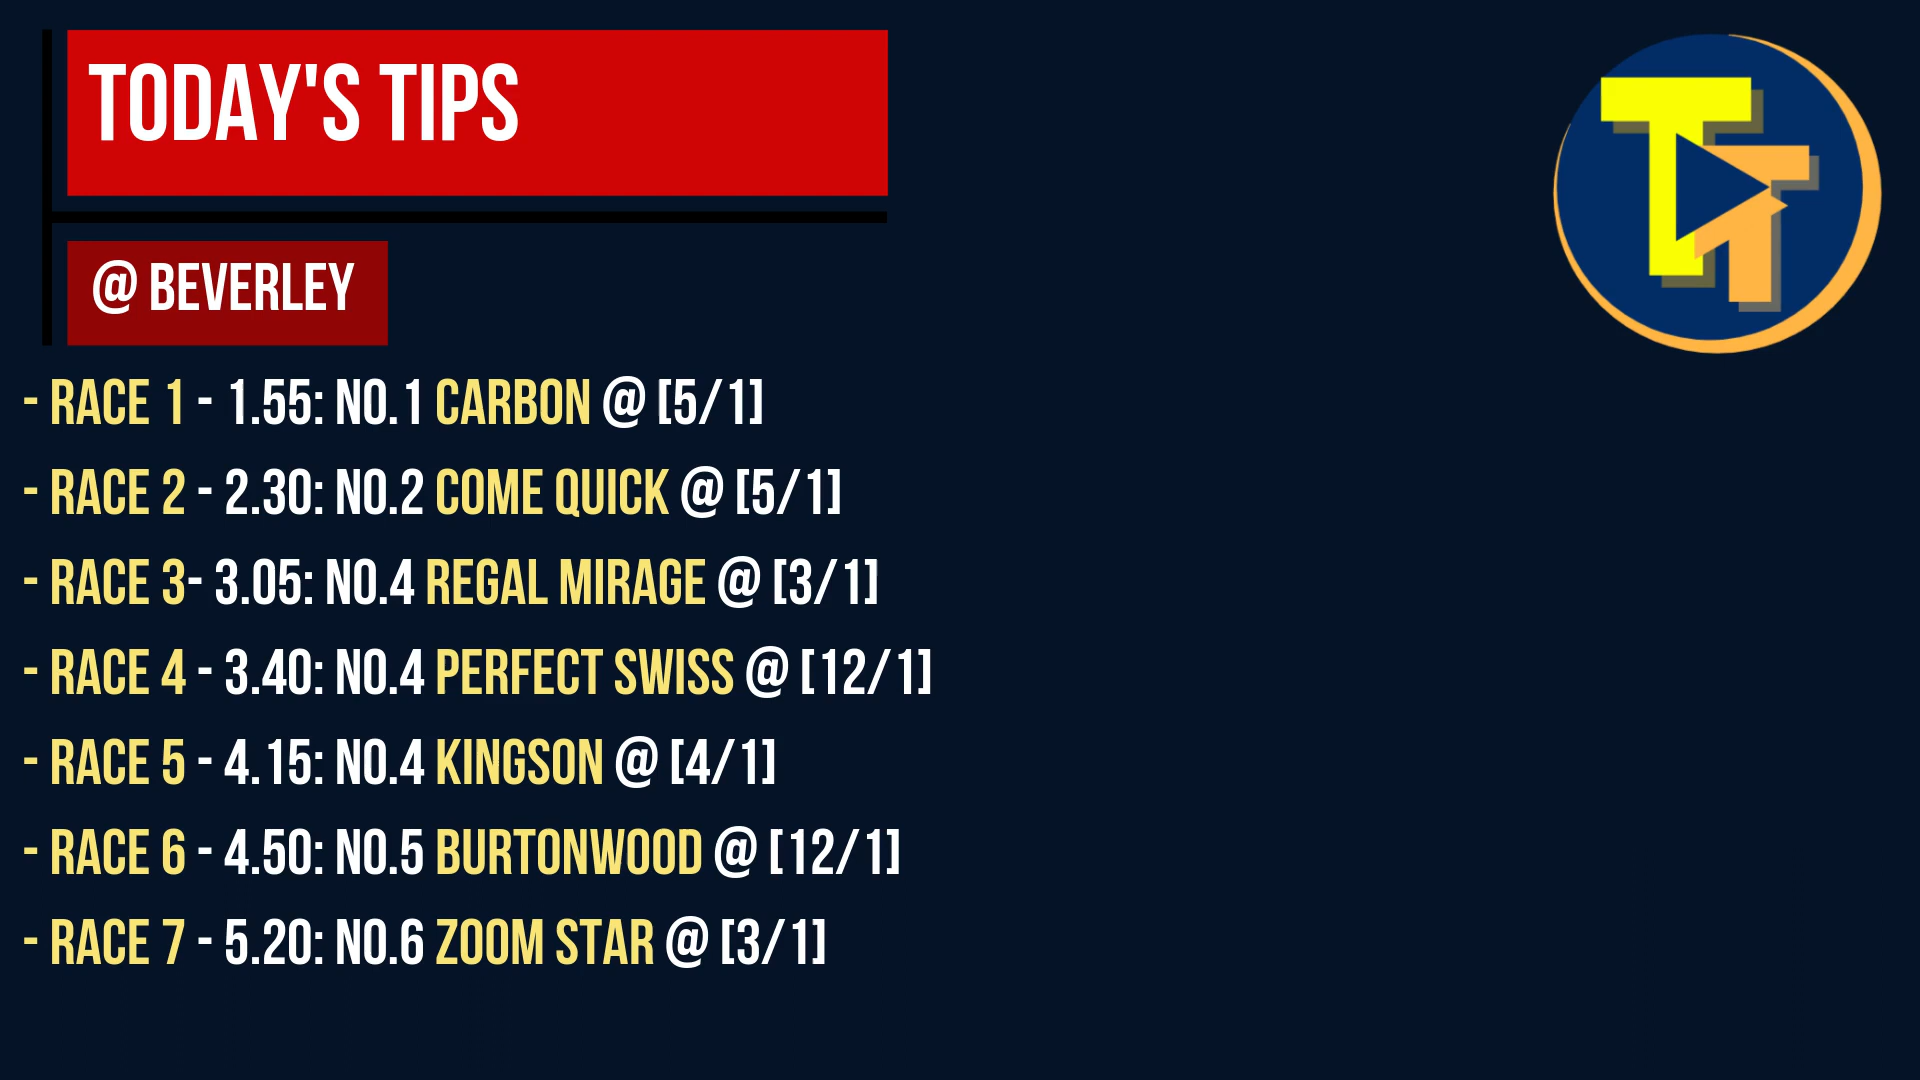 TODAY'S TIPS
@ BEVERLEY
- RACE 1 - 1.55: NO.1 CARBON @ [5/1]
- RACE 2 - 2.30: NO.2 COME QUICK @ [5/1]
- RACE 3- 3.05: NO.4 REGAL MIRAGE @ [3/1]
- RACE 4 - 3.40: NO.4 PERFECT SWISS @ [12/1]
- RACE 5 - 4.15: NO.4 KINGSON @ [4/1]
- RACE 6 - 4.50: NO.5 BURTONWOOD @ [12/1]
- RACE 7 - 5.20: NO.6 ZOOM STAR @ [3/1]
TT